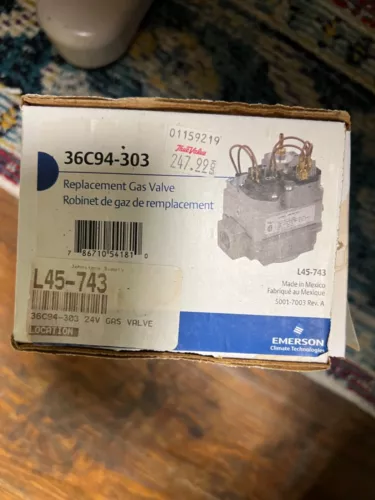 01159219
True Value
247.99
36C94-303
Replacement Gas Valve
Robinet de gaz de remplacement
7 86710 54181 0
L45-743
36C94-303 24V GAS VALVE
LOCATION
L45-743
Made in Mexico
Fabriqué au Mexique
S001-7003 Rev. A
EMERSON
Climate Technologies